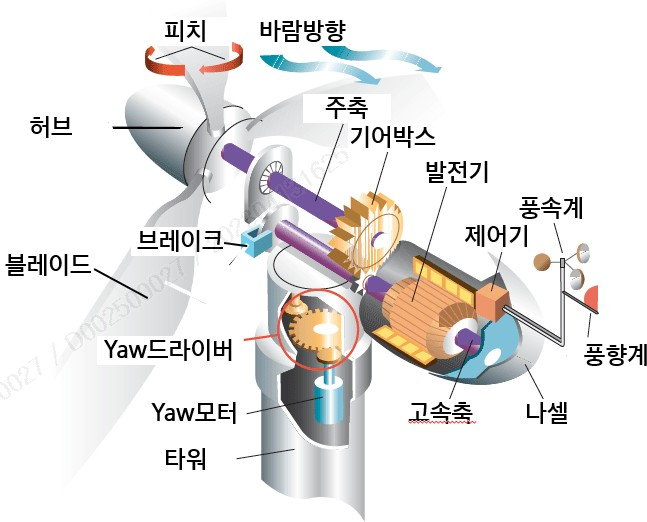 피치
바람방향
주축
허브
기어박스
발전기
풍속계
제어기
브레이크
블레이드
Yaw드라이버
풍향계
Yaw모터
고속축
나셀
타워